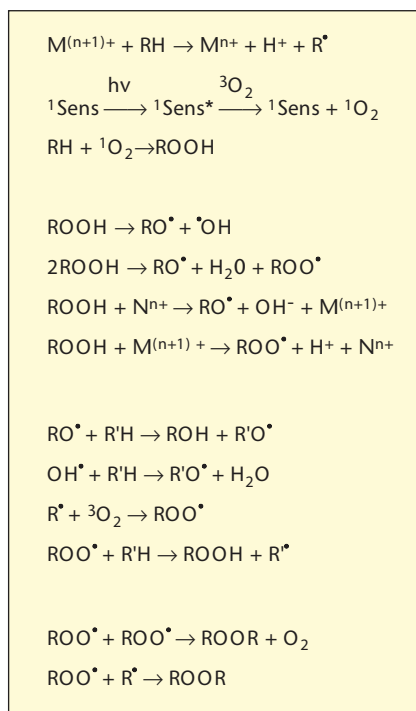 M⁽ⁿ⁺¹⁾⁺ + RH → Mⁿ⁺ + H⁺ + R•
hν ³O₂
¹Sens ⟶ ¹Sens* ⟶ ¹Sens + ¹O₂
RH + ¹O₂→ROOH
ROOH → RO• + •OH
2ROOH → RO• + H₂0 + ROO•
ROOH + Nⁿ⁺ → RO• + OH⁻ + M⁽ⁿ⁺¹⁾⁺
ROOH + M⁽ⁿ⁺¹⁾ ⁺ → ROO• + H⁺ + Nⁿ⁺
RO• + R'H → ROH + R'O•
OH• + R'H → R'O• + H₂O
R• + ³O₂ → ROO•
ROO• + R'H → ROOH + R'•
ROO• + ROO• → ROOR + O₂
ROO• + R• → ROOR